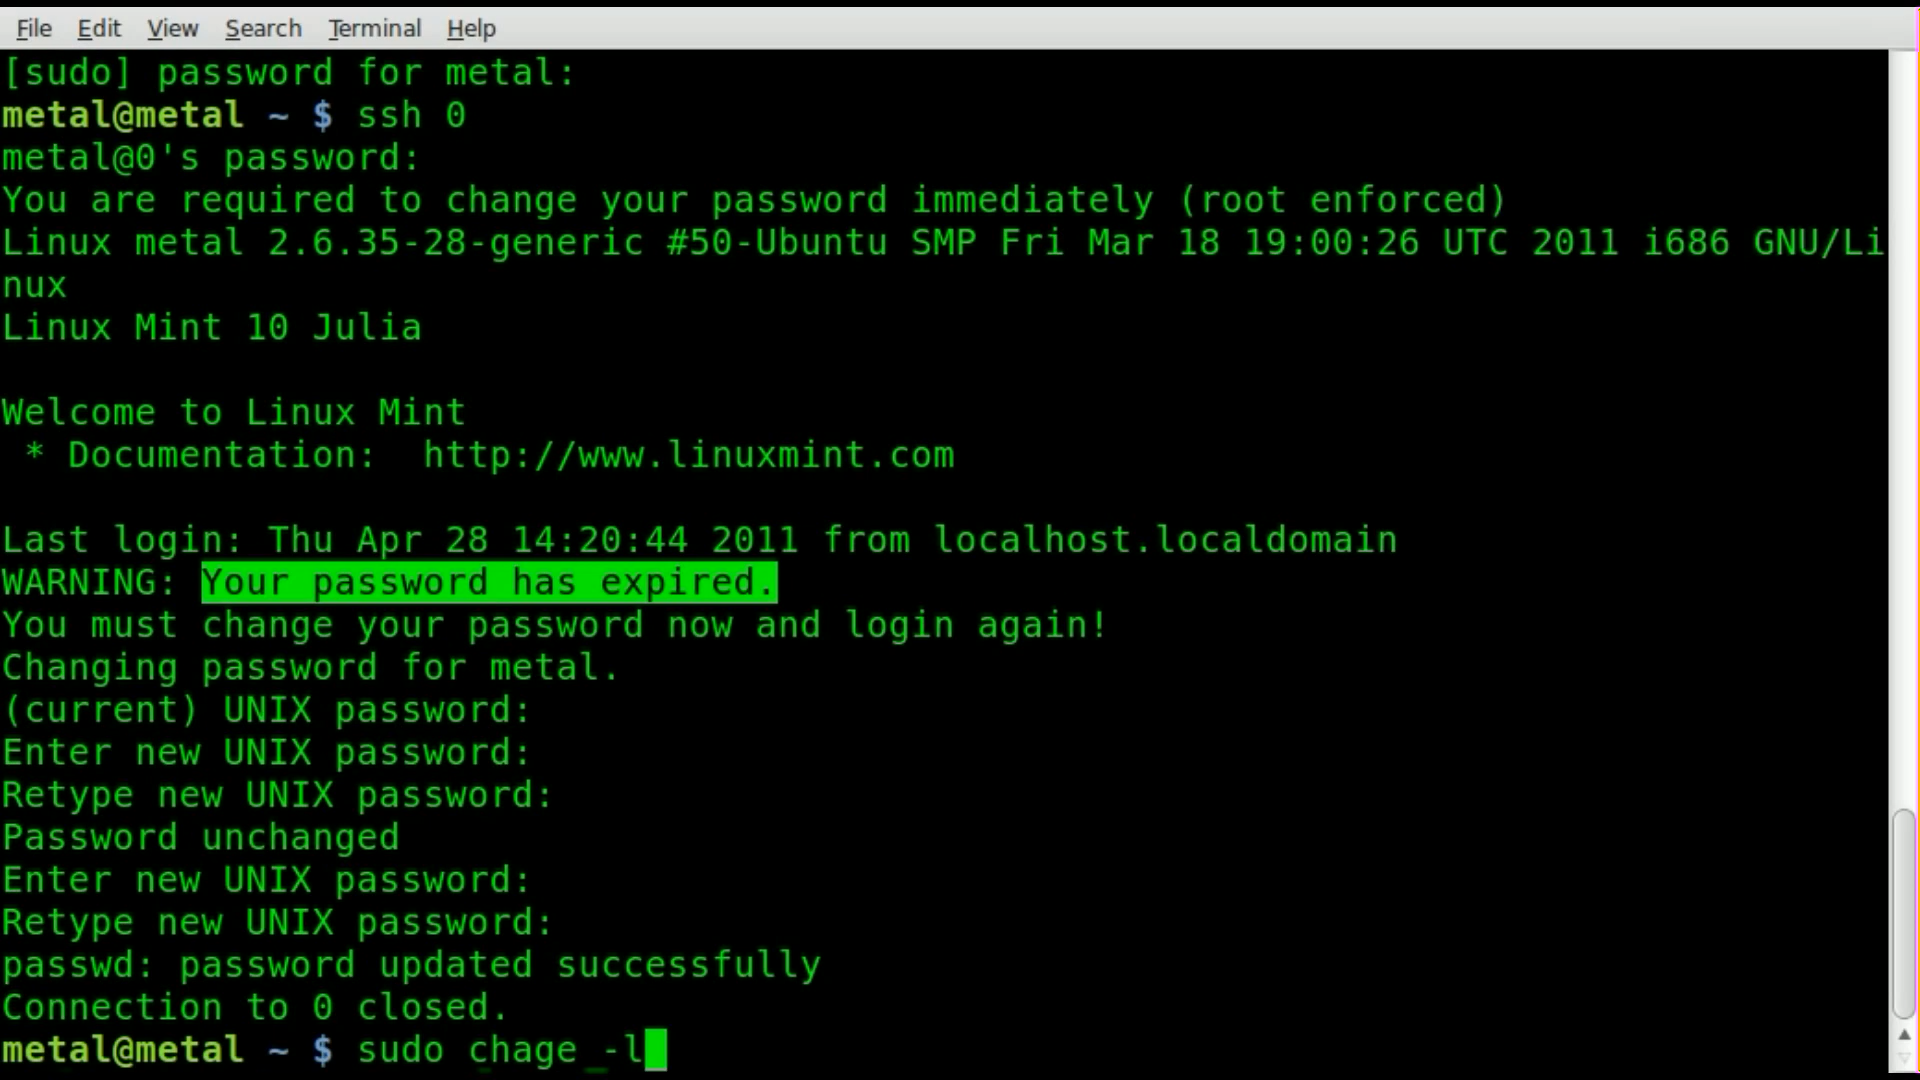 File Edit View Search Terminal Help
[sudo] password for metal:
metal@metal ~ $ ssh 0
metal@0's password:
You are required to change your password immediately (root enforced)
Linux metal 2.6.35-28-generic #50-Ubuntu SMP Fri Mar 18 19:00:26 UTC 2011 i686 GNU/Li
nux
Linux Mint 10 Julia
Welcome to Linux Mint
 * Documentation:  http://www.linuxmint.com
Last login: Thu Apr 28 14:20:44 2011 from localhost.localdomain
WARNING: Your password has expired.
You must change your password now and login again!
Changing password for metal.
(current) UNIX password:
Enter new UNIX password:
Retype new UNIX password:
Password unchanged
Enter new UNIX password:
Retype new UNIX password:
passwd: password updated successfully
Connection to 0 closed.
metal@metal ~ $ sudo chage -l